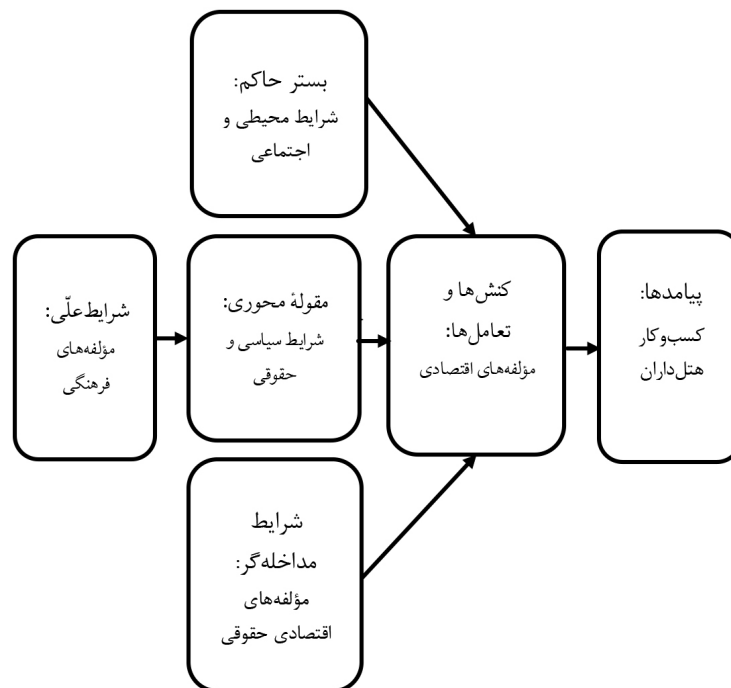 بستر حاکم:
شرایط محیطی و
اجتماعی
شرایط علّی:
مؤلفه‌های
فرهنگی
مقولهٔ محوری:
شرایط سیاسی و
حقوقی
کنش‌ها و
تعامل‌ها:
مؤلفه‌های اقتصادی
پیامدها:
کسب‌وکار
هتل‌داران
شرایط
مداخله‌گر:
مؤلفه‌های
اقتصادی حقوقی